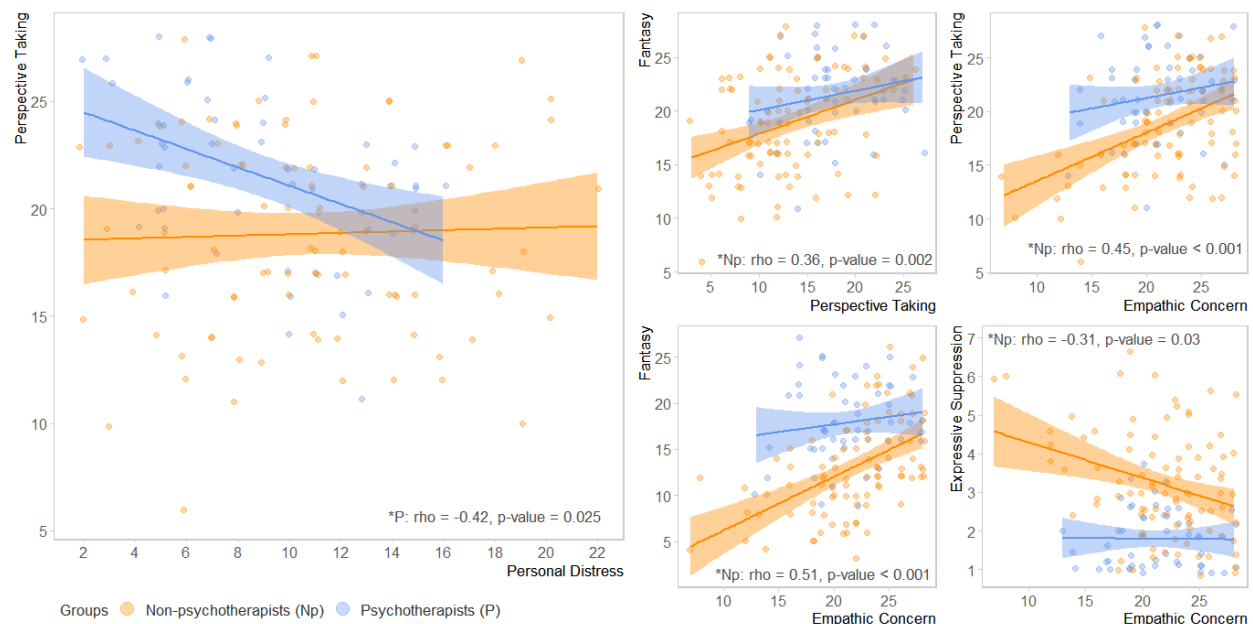 Perspective Taking
25
20
15
10
5
*P: rho = -0.42, p-value = 0.025
2 4 6 8 10 12 14 16 18 20 22
Personal Distress
Groups Non-psychotherapists (Np) Psychotherapists (P)
Fantasy
25
20
15
10
5
*Np: rho = 0.36, p-value = 0.002
5 10 15 20 25
Perspective Taking
Perspective Taking
25
20
15
10
5
*Np: rho = 0.45, p-value < 0.001
10 15 20 25
Empathic Concern
Fantasy
25
20
15
10
5
*Np: rho = 0.51, p-value < 0.001
10 15 20 25
Empathic Concern
Expressive Suppression
*Np: rho = -0.31, p-value = 0.03
7
6
5
4
3
2
1
10 15 20 25
Empathic Concern